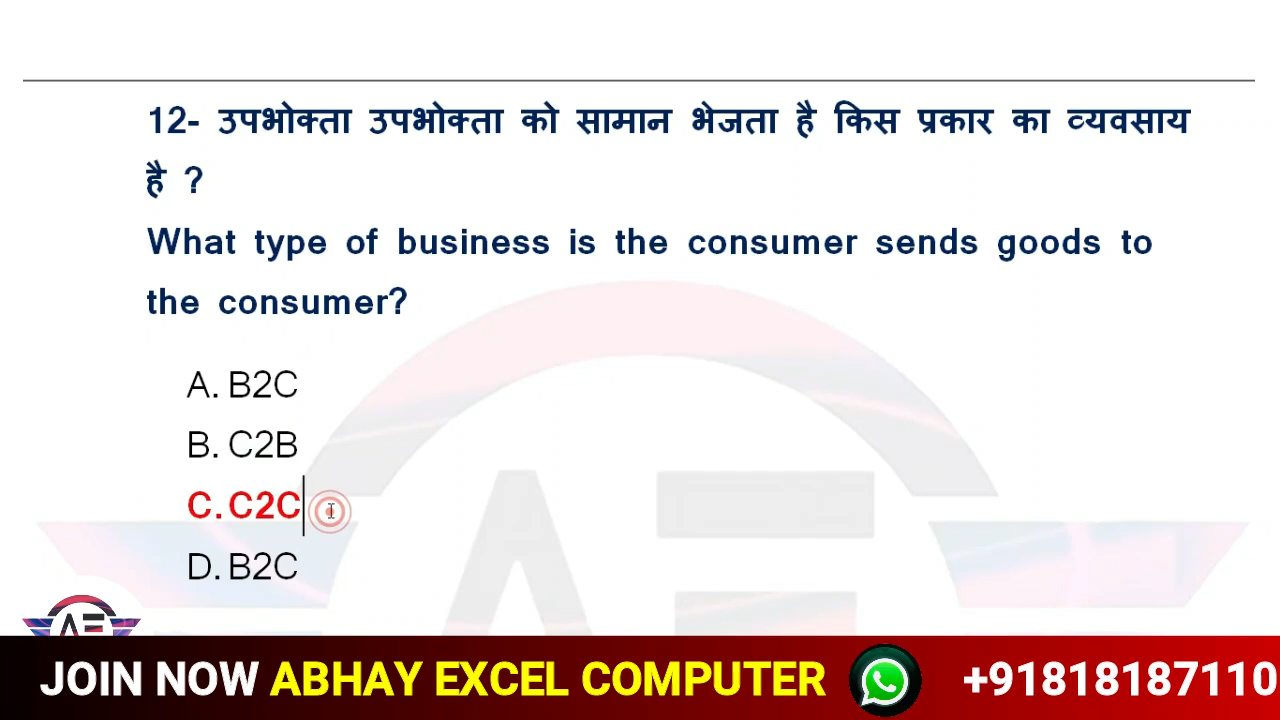 12- उपभोक्ता उपभोक्ता को सामान भेजता है किस प्रकार का व्यवसाय
है ?
What type of business is the consumer sends goods to
the consumer?
A. B2C
B. C2B
C. C2C
D. B2C
AE
JOIN NOW ABHAY EXCEL COMPUTER +91818187110